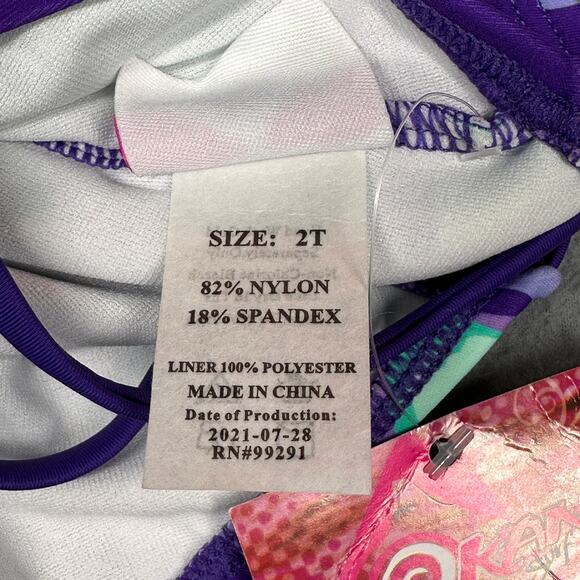 SIZE: 2T
82% NYLON
18% SPANDEX
LINER 100% POLYESTER
MADE IN CHINA
Date of Production:
2021-07-28
RN#99291
Surf